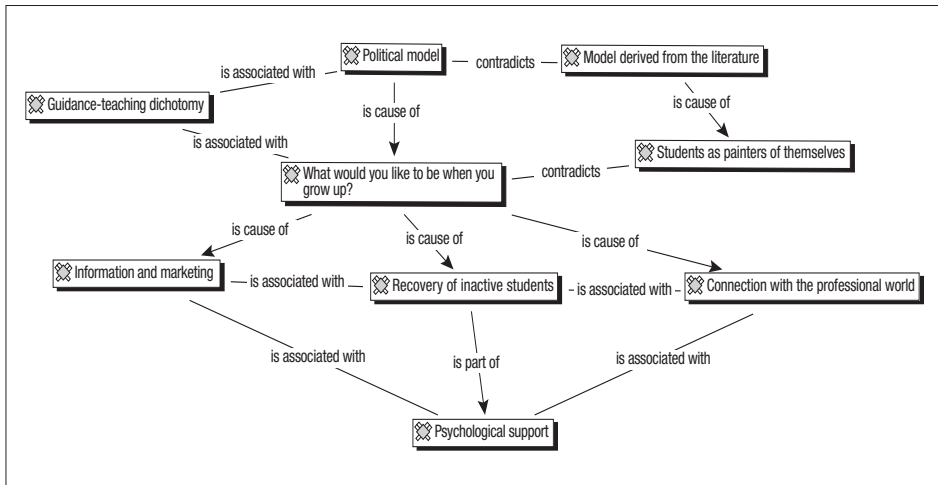 Political model
contradicts
Model derived from the literature
is associated with
Guidance-teaching dichotomy
is cause of
is cause of
is associated with
Students as painters of themselves
What would you like to be when you
grow up?
contradicts
is cause of
is cause of
is cause of
Information and marketing
is associated with
Recovery of inactive students
is associated with
Connection with the professional world
is associated with
is part of
is associated with
Psychological support